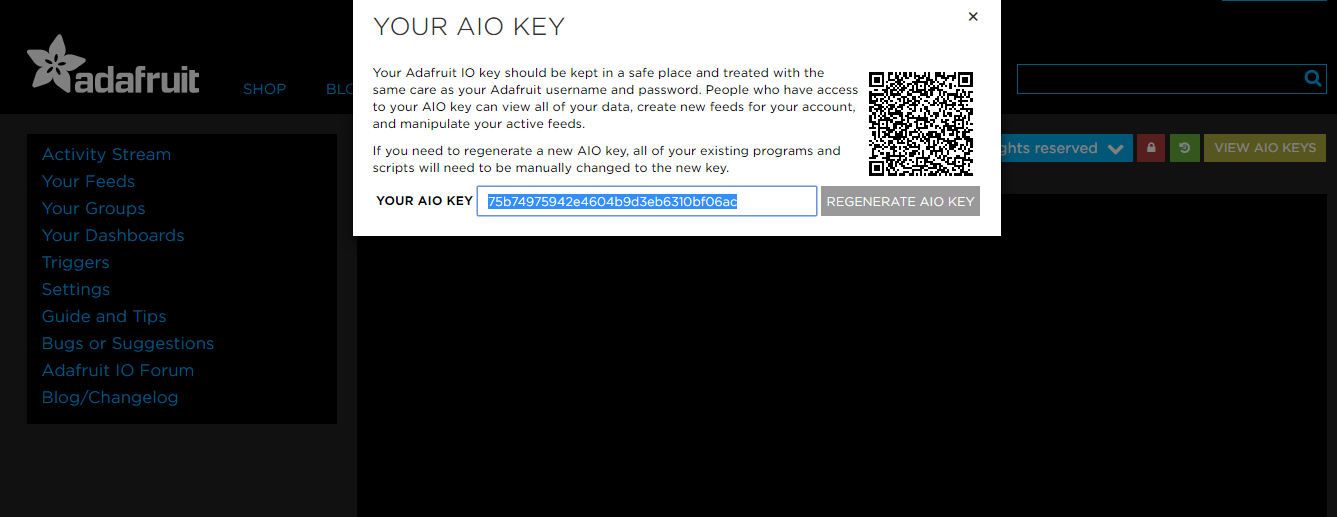 YOUR AIO KEY
×
Your Adafruit IO key should be kept in a safe place and treated with the
same care as your Adafruit username and password. People who have access
to your AIO key can view all of your data, create new feeds for your account,
and manipulate your active feeds.
If you need to regenerate a new AIO key, all of your existing programs and
scripts will need to be manually changed to the new key.
YOUR AIO KEY 75b74975942e4604b9d3eb6310bf06ac REGENERATE AIO KEY
adafruit
SHOP
ghts reserved
VIEW AIO KEYS
Activity Stream
Your Feeds
Your Groups
Your Dashboards
Triggers
Settings
Guide and Tips
Bugs or Suggestions
Adafruit IO Forum
Blog/Changelog